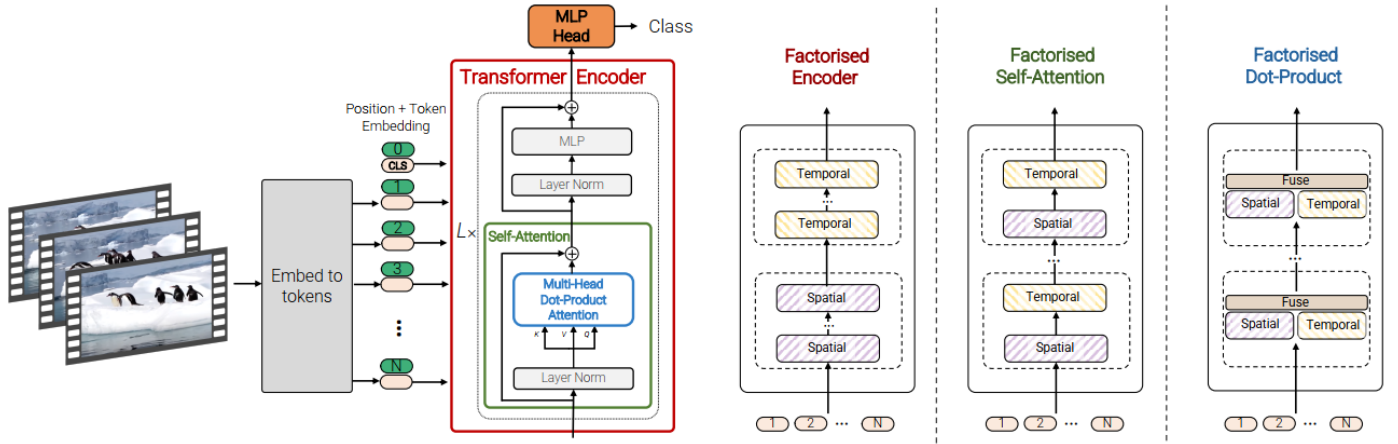 MLP
Head
Class
Transformer Encoder
Position + Token
Embedding
0
CLS
1
2
3
N
Embed to
tokens
L×
MLP
Layer Norm
Self-Attention
Multi-Head
Dot-Product
Attention
K V Q
Layer Norm
Factorised
Encoder
Temporal
...
Temporal
Spatial
...
Spatial
1 2 ... N
Factorised
Self-Attention
Temporal
Spatial
...
Temporal
Spatial
1 2 ... N
Factorised
Dot-Product
Fuse
Spatial Temporal
...
Fuse
Spatial Temporal
1 2 ... N